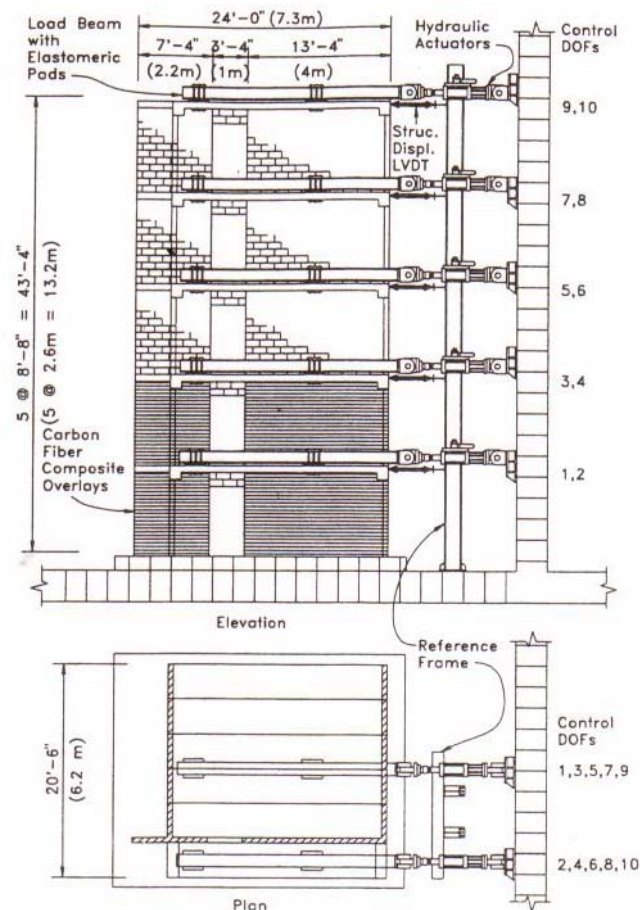 24'-0" (7.3m)
7'-4" 3'-4" 13'-4"
(2.2m) (1m) (4m)
Load Beam
with
Elastomeric
Pads
Hydraulic
Actuators
Control
DOFs
9,10
Struc.
Displ.
LVDT
7,8
5,6
3,4
1,2
5 @ 8'-8" = 43'-4"
(5 @ 2.6m = 13.2m)
Carbon
Fiber
Composite
Overlays
Elevation
Reference
Frame
20'-6"
(6.2 m)
Control
DOFs
1,3,5,7,9
2,4,6,8,10
Plan